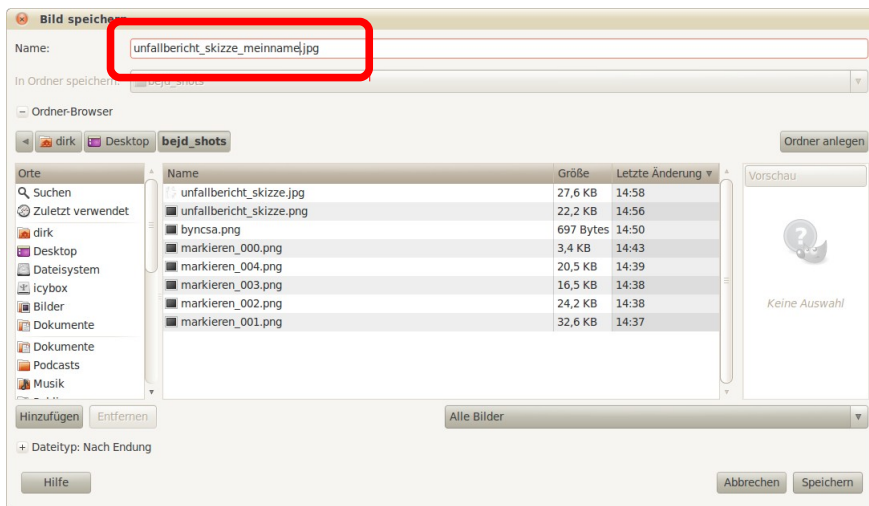 Bild speichern
Name: unfallbericht_skizze_meinname.jpg
In Ordner speichern: bejd_shots
Ordner-Browser
dirk Desktop bejd_shots Ordner anlegen
Orte Name Größe Letzte Änderung Vorschau
Suchen unfallbericht_skizze.jpg 27,6 KB 14:58
Zuletzt verwendet unfallbericht_skizze.png 22,2 KB 14:56
dirk byncsa.png 697 Bytes 14:50
Desktop markieren_000.png 3,4 KB 14:43
Dateisystem markieren_004.png 20,5 KB 14:39
icybox markieren_003.png 16,5 KB 14:38
Bilder markieren_002.png 24,2 KB 14:38 Keine Auswahl
Dokumente markieren_001.png 32,6 KB 14:37
Dokumente
Podcasts
Musik
Hinzufügen Entfernen Alle Bilder
Dateityp: Nach Endung
Hilfe Abbrechen Speichern